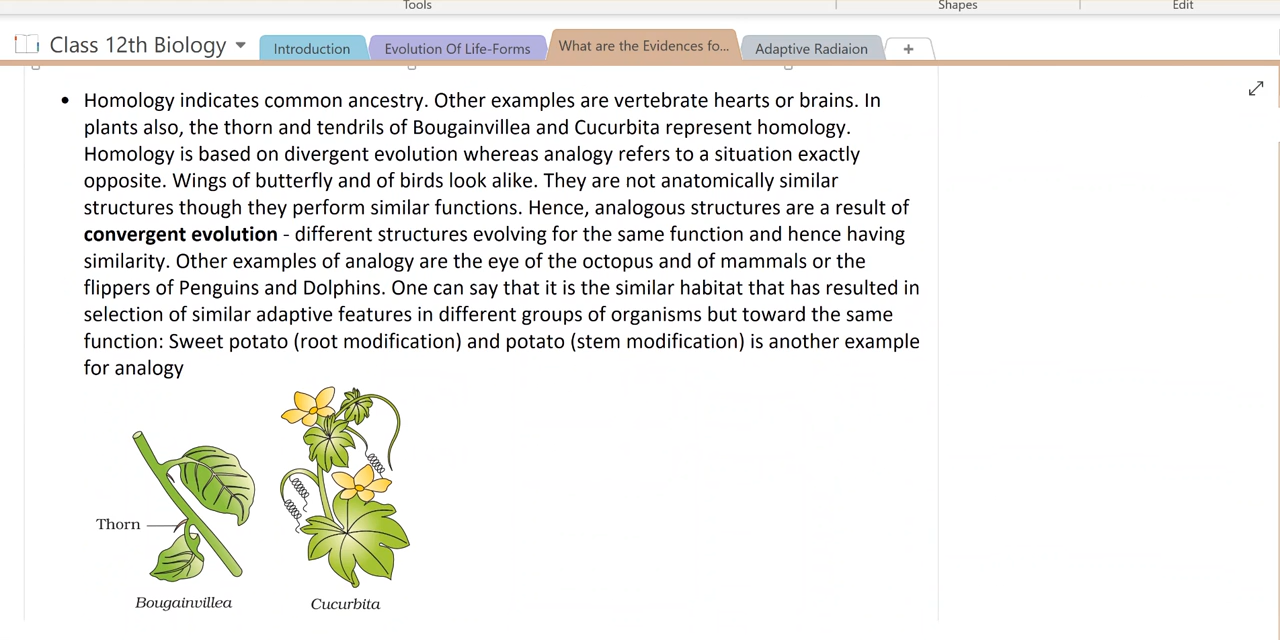 Tools Shapes Edit
Class 12th Biology Introduction Evolution Of Life-Forms What are the Evidences fo... Adaptive Radiaion +
• Homology indicates common ancestry. Other examples are vertebrate hearts or brains. In
plants also, the thorn and tendrils of Bougainvillea and Cucurbita represent homology.
Homology is based on divergent evolution whereas analogy refers to a situation exactly
opposite. Wings of butterfly and of birds look alike. They are not anatomically similar
structures though they perform similar functions. Hence, analogous structures are a result of
convergent evolution - different structures evolving for the same function and hence having
similarity. Other examples of analogy are the eye of the octopus and of mammals or the
flippers of Penguins and Dolphins. One can say that it is the similar habitat that has resulted in
selection of similar adaptive features in different groups of organisms but toward the same
function: Sweet potato (root modification) and potato (stem modification) is another example
for analogy
Thorn
Bougainvillea Cucurbita